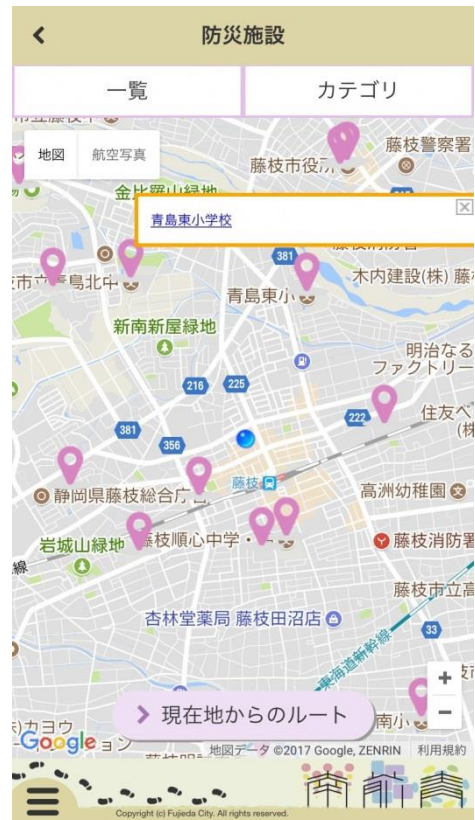 防災施設
一覧
カテゴリ
地図
航空写真
藤枝警察署
藤枝市役所
金比羅山緑地
青島東小学校
381
木内建設(株) 藤
市立青島北中
青島東小
新南新屋緑地
明治なる
ファクトリー
216
225
222
住友ベ
(株
381
356
藤枝
静岡県藤枝総合庁
高洲幼稚園
岩城山緑地
藤枝順心中学・
藤枝消防署
線
藤枝市立高
杏林堂薬局 藤枝田沼店
33
東海道新幹線
+
現在地からのルート
−
南小
カヨウ
Google
地図データ ©2017 Google, ZENRIN
利用規約
Copyright (c) Fujieda City. All rights reserved.